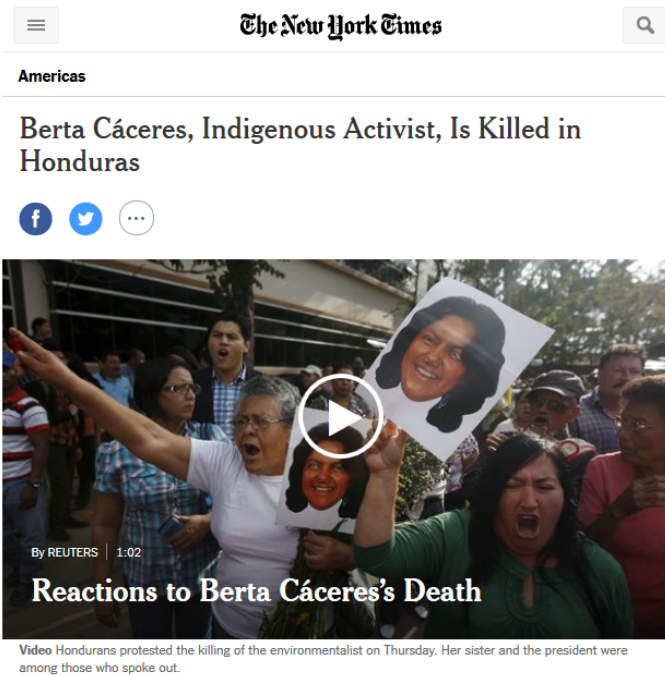 The New York Times
Americas
Berta Cáceres, Indigenous Activist, Is Killed in
Honduras
By REUTERS | 1:02
Reactions to Berta Cáceres's Death
Video Hondurans protested the killing of the environmentalist on Thursday. Her sister and the president were
among those who spoke out.